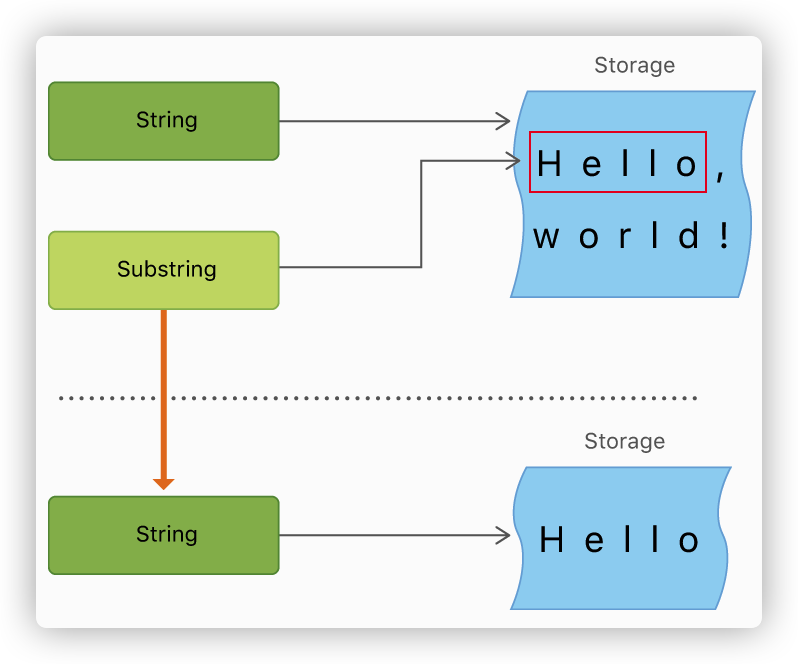 Storage
String
H e l l o ,
w o r l d !
Substring
Storage
String
H e l l o